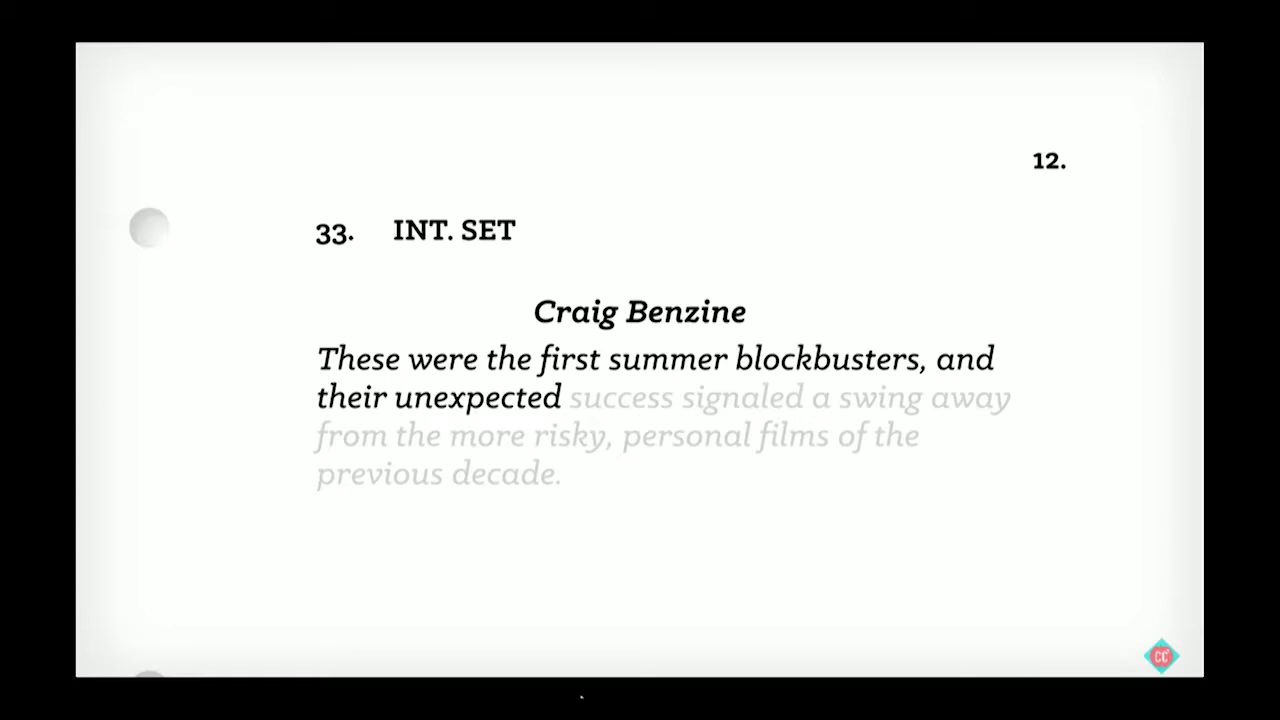 12.
33. INT. SET
Craig Benzine
These were the first summer blockbusters, and
their unexpected success signaled a swing away
from the more risky, personal films of the
previous decade.
CC